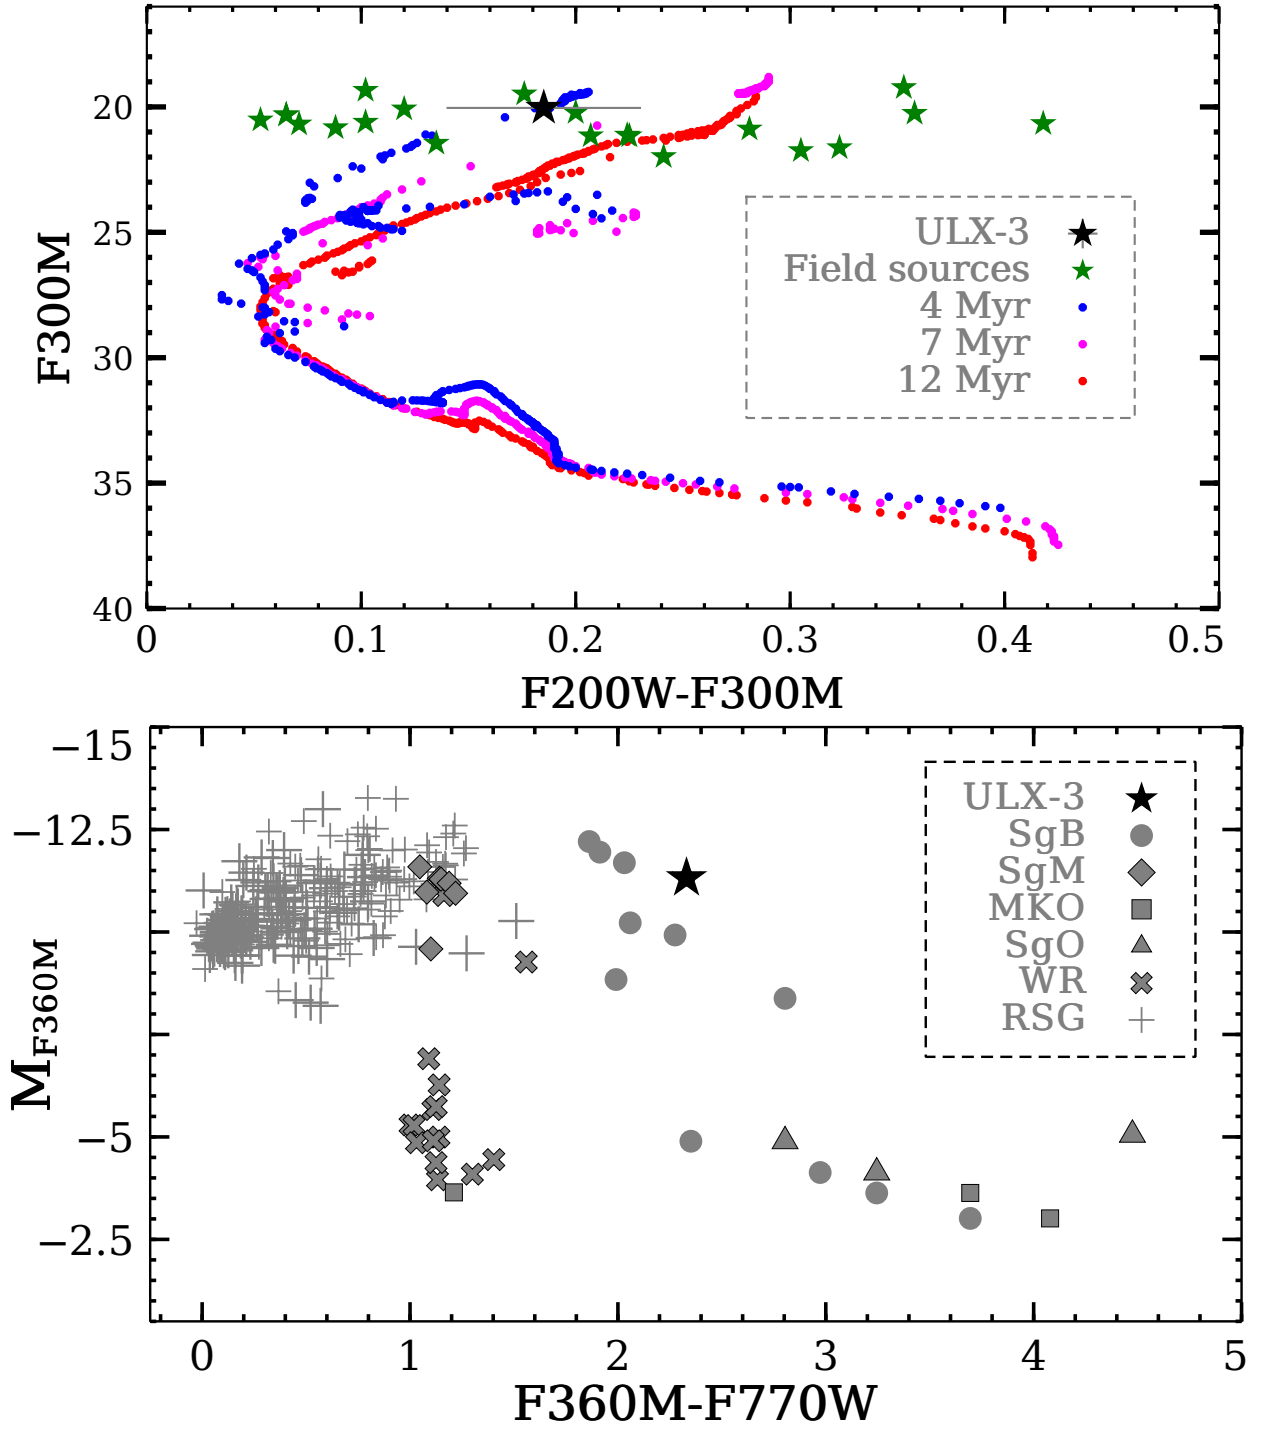 20
25
30
35
40
F300M
ULX-3
Field sources
4 Myr
7 Myr
12 Myr
0 0.1 0.2 0.3 0.4 0.5
F200W-F300M
−15
−12.5
−5
−2.5
M_F360M
ULX-3
SgB
SgM
MKO
SgO
WR
RSG
0 1 2 3 4 5
F360M-F770W